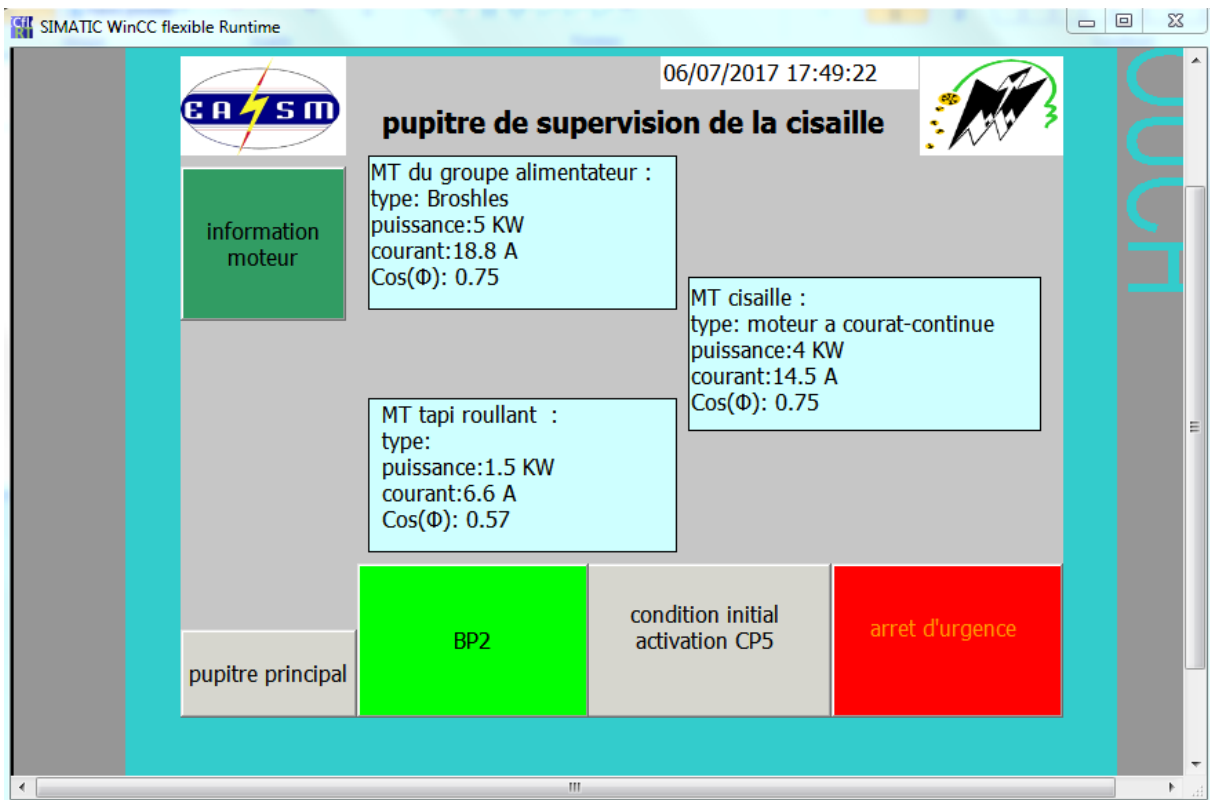 SIMATIC WinCC flexible Runtime
06/07/2017 17:49:22
EASM
pupitre de supervision de la cisaille
MT du groupe alimentateur :
type: Broshles
puissance:5 KW
courant:18.8 A
Cos(Φ): 0.75
information
moteur
MT cisaille :
type: moteur a courat-continue
puissance:4 KW
courant:14.5 A
Cos(Φ): 0.75
MT tapi roullant :
type:
puissance:1.5 KW
courant:6.6 A
Cos(Φ): 0.57
BP2
condition initial
activation CP5
arret d'urgence
pupitre principal
OUCH